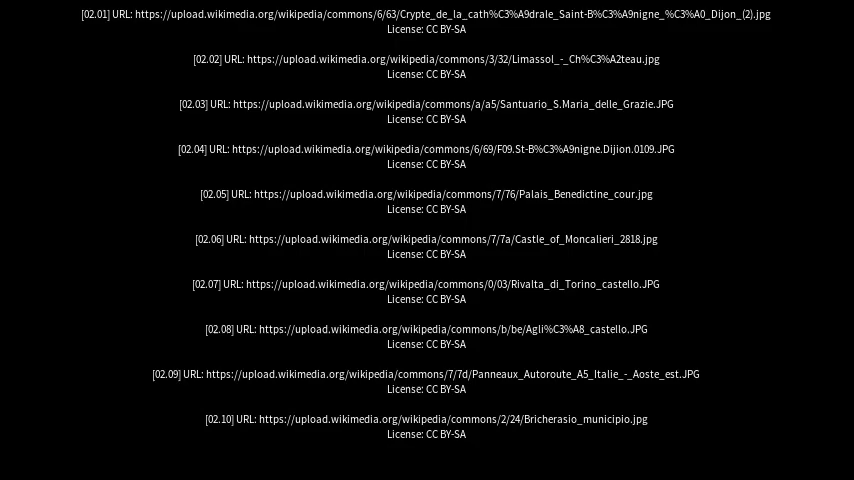 [02.01] URL: https://upload.wikimedia.org/wikipedia/commons/6/63/Crypte_de_la_cath%C3%A9drale_Saint-B%C3%A9nigne_%C3%A0_Dijon_(2).jpg
License: CC BY-SA
[02.02] URL: https://upload.wikimedia.org/wikipedia/commons/3/32/Limassol_-_Ch%C3%A2teau.jpg
License: CC BY-SA
[02.03] URL: https://upload.wikimedia.org/wikipedia/commons/a/a5/Santuario_S.Maria_delle_Grazie.JPG
License: CC BY-SA
[02.04] URL: https://upload.wikimedia.org/wikipedia/commons/6/69/F09.St-B%C3%A9nigne.Dijion.0109.JPG
License: CC BY-SA
[02.05] URL: https://upload.wikimedia.org/wikipedia/commons/7/76/Palais_Benedictine_cour.jpg
License: CC BY-SA
[02.06] URL: https://upload.wikimedia.org/wikipedia/commons/7/7a/Castle_of_Moncalieri_2818.jpg
License: CC BY-SA
[02.07] URL: https://upload.wikimedia.org/wikipedia/commons/0/03/Rivalta_di_Torino_castello.JPG
License: CC BY-SA
[02.08] URL: https://upload.wikimedia.org/wikipedia/commons/b/be/Agli%C3%A8_castello.JPG
License: CC BY-SA
[02.09] URL: https://upload.wikimedia.org/wikipedia/commons/7/7d/Panneaux_Autoroute_A5_Italie_-_Aoste_est.JPG
License: CC BY-SA
[02.10] URL: https://upload.wikimedia.org/wikipedia/commons/2/24/Bricherasio_municipio.jpg
License: CC BY-SA